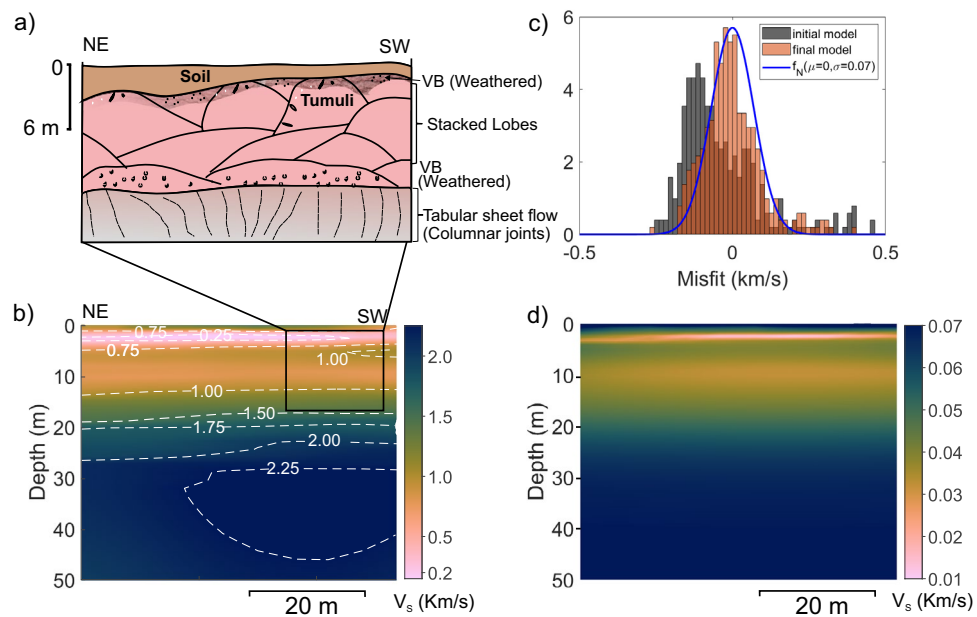 a)
NE
SW
0
6 m
Soil
Tumuli
VB (Weathered)
Stacked Lobes
VB
(Weathered)
Tabular sheet flow
(Columnar joints)
c)
6
4
2
0
-0.5
0
0.5
Misfit (km/s)
initial model
final model
f_N(μ=0,σ=0.07)
b)
NE
SW
0
10
20
30
40
50
Depth (m)
0.75
0.25
0.75
1.00
1.00
1.50
1.75
2.00
2.25
2.0
1.5
1.0
0.5
0.2
V_s (Km/s)
20 m
d)
0
10
20
30
40
50
Depth (m)
0.07
0.06
0.05
0.04
0.03
0.02
0.01
V_s (Km/s)
20 m